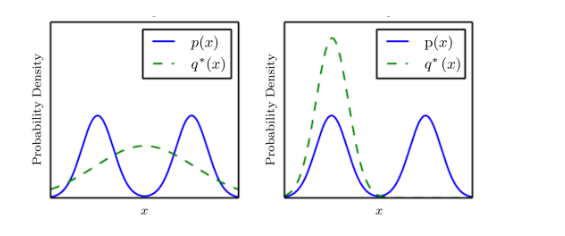 Probability Density
p(x)
q*(x)
x
Probability Density
p(x)
q*(x)
x